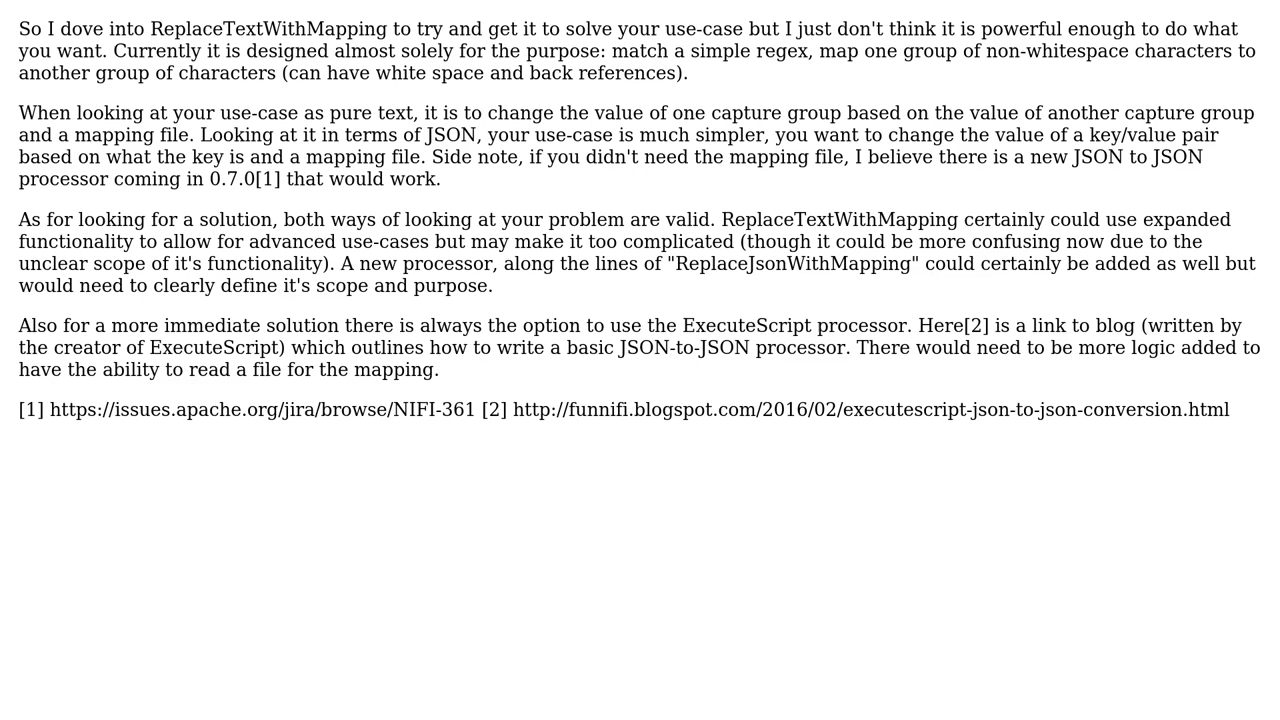 So I dove into ReplaceTextWithMapping to try and get it to solve your use-case but I just don't think it is powerful enough to do what
you want. Currently it is designed almost solely for the purpose: match a simple regex, map one group of non-whitespace characters to
another group of characters (can have white space and back references).
When looking at your use-case as pure text, it is to change the value of one capture group based on the value of another capture group
and a mapping file. Looking at it in terms of JSON, your use-case is much simpler, you want to change the value of a key/value pair
based on what the key is and a mapping file. Side note, if you didn't need the mapping file, I believe there is a new JSON to JSON
processor coming in 0.7.0[1] that would work.
As for looking for a solution, both ways of looking at your problem are valid. ReplaceTextWithMapping certainly could use expanded
functionality to allow for advanced use-cases but may make it too complicated (though it could be more confusing now due to the
unclear scope of it's functionality). A new processor, along the lines of "ReplaceJsonWithMapping" could certainly be added as well but
would need to clearly define it's scope and purpose.
Also for a more immediate solution there is always the option to use the ExecuteScript processor. Here[2] is a link to blog (written by
the creator of ExecuteScript) which outlines how to write a basic JSON-to-JSON processor. There would need to be more logic added to
have the ability to read a file for the mapping.
[1] https://issues.apache.org/jira/browse/NIFI-361 [2] http://funnifi.blogspot.com/2016/02/executescript-json-to-json-conversion.html